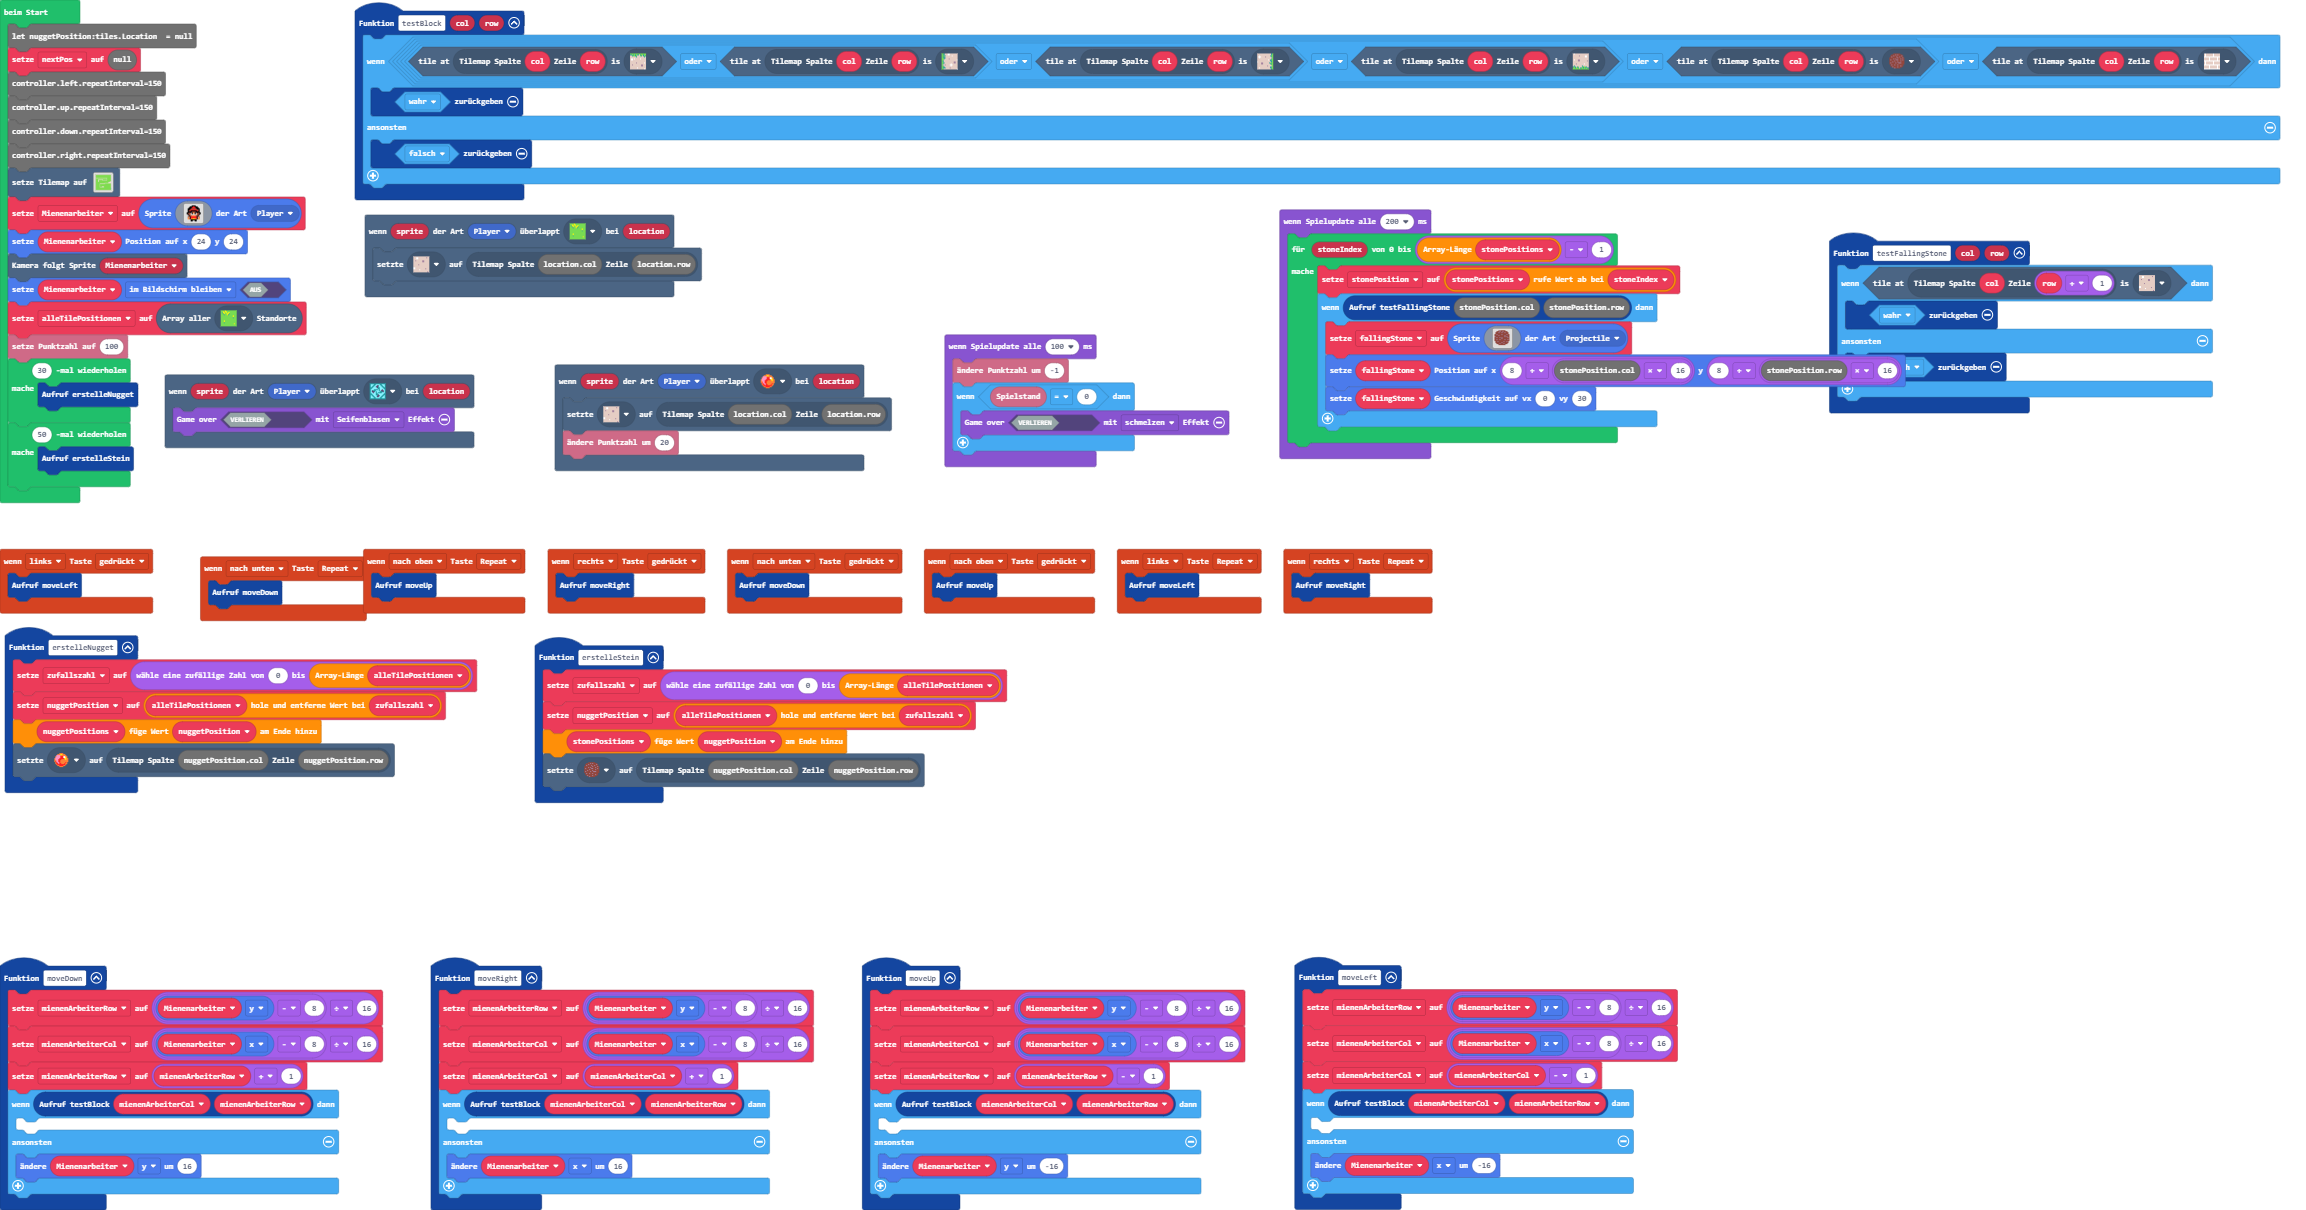 beim Start
let nuggetPosition:tiles.Location = null
setze nextPos auf null
controller.left.repeatInterval=150
controller.up.repeatInterval=150
controller.down.repeatInterval=150
controller.right.repeatInterval=150
setze Tilemap auf
setze Mienenarbeiter auf Sprite der Art Player
setze Mienenarbeiter Position auf x 24 y 24
Kamera folgt Sprite Mienenarbeiter
setze Mienenarbeiter im Bildschirm bleiben AUS
setze alleTilePositionen auf Array aller Standorte
setze Punktzahl auf 100
30 -mal wiederholen
mache Aufruf erstelleNugget
50 -mal wiederholen
mache Aufruf erstelleStein
Funktion testBlock col row
wenn tile at Tilemap Spalte col Zeile row is oder tile at Tilemap Spalte col Zeile row is oder tile at Tilemap Spalte col Zeile row is oder tile at Tilemap Spalte col Zeile row is oder tile at Tilemap Spalte col Zeile row is oder tile at Tilemap Spalte col Zeile row is dann
wahr zurückgeben
ansonsten
falsch zurückgeben
wenn sprite der Art Player überlappt bei location
setzte auf Tilemap Spalte location.col Zeile location.row
wenn sprite der Art Player überlappt bei location
Game over VERLIEREN mit Seifenblasen Effekt
wenn sprite der Art Player überlappt bei location
setzte auf Tilemap Spalte location.col Zeile location.row
ändere Punktzahl um 20
wenn Spielupdate alle 100 ms
ändere Punktzahl um -1
wenn Spielstand = 0 dann
Game over VERLIEREN mit schmelzen Effekt
wenn Spielupdate alle 200 ms
für stoneIndex von 0 bis Array-Länge stonePositions - 1
mache
setze stonePosition auf stonePositions rufe Wert ab bei stoneIndex
wenn Aufruf testFallingStone stonePosition.col stonePosition.row dann
setze fallingStone auf Sprite der Art Projectile
setze fallingStone Position auf x 8 + stonePosition.col × 16 y 8 + stonePosition.row × 16
setze fallingStone Geschwindigkeit auf vx 0 vy 30
Funktion testFallingStone col row
wenn tile at Tilemap Spalte col Zeile row + 1 is dann
wahr zurückgeben
ansonsten
zurückgeben
wenn links Taste gedrückt
Aufruf moveLeft
wenn nach unten Taste Repeat
Aufruf moveDown
wenn nach oben Taste Repeat
Aufruf moveUp
wenn rechts Taste gedrückt
Aufruf moveRight
wenn nach unten Taste gedrückt
Aufruf moveDown
wenn nach oben Taste gedrückt
Aufruf moveUp
wenn links Taste Repeat
Aufruf moveLeft
wenn rechts Taste Repeat
Aufruf moveRight
Funktion erstelleNugget
setze zufallszahl auf wähle eine zufällige Zahl von 0 bis Array-Länge alleTilePositionen
setze nuggetPosition auf alleTilePositionen hole und entferne Wert bei zufallszahl
nuggetPositions füge Wert nuggetPosition am Ende hinzu
setzte auf Tilemap Spalte nuggetPosition.col Zeile nuggetPosition.row
Funktion erstelleStein
setze zufallszahl auf wähle eine zufällige Zahl von 0 bis Array-Länge alleTilePositionen
setze nuggetPosition auf alleTilePositionen hole und entferne Wert bei zufallszahl
stonePositions füge Wert nuggetPosition am Ende hinzu
setzte auf Tilemap Spalte nuggetPosition.col Zeile nuggetPosition.row
Funktion moveDown
setze mienenArbeiterRow auf Mienenarbeiter y - 8 ÷ 16
setze mienenArbeiterCol auf Mienenarbeiter x - 8 ÷ 16
setze mienenArbeiterRow auf mienenArbeiterRow + 1
wenn Aufruf testBlock mienenArbeiterCol mienenArbeiterRow dann
ansonsten
ändere Mienenarbeiter y um 16
Funktion moveRight
setze mienenArbeiterRow auf Mienenarbeiter y - 8 ÷ 16
setze mienenArbeiterCol auf Mienenarbeiter x - 8 ÷ 16
setze mienenArbeiterCol auf mienenArbeiterCol + 1
wenn Aufruf testBlock mienenArbeiterCol mienenArbeiterRow dann
ansonsten
ändere Mienenarbeiter x um 16
Funktion moveUp
setze mienenArbeiterRow auf Mienenarbeiter y - 8 ÷ 16
setze mienenArbeiterCol auf Mienenarbeiter x - 8 ÷ 16
setze mienenArbeiterRow auf mienenArbeiterRow - 1
wenn Aufruf testBlock mienenArbeiterCol mienenArbeiterRow dann
ansonsten
ändere Mienenarbeiter y um -16
Funktion moveLeft
setze mienenArbeiterRow auf Mienenarbeiter y - 8 ÷ 16
setze mienenArbeiterCol auf Mienenarbeiter x - 8 ÷ 16
setze mienenArbeiterCol auf mienenArbeiterCol - 1
wenn Aufruf testBlock mienenArbeiterCol mienenArbeiterRow dann
ansonsten
ändere Mienenarbeiter x um -16